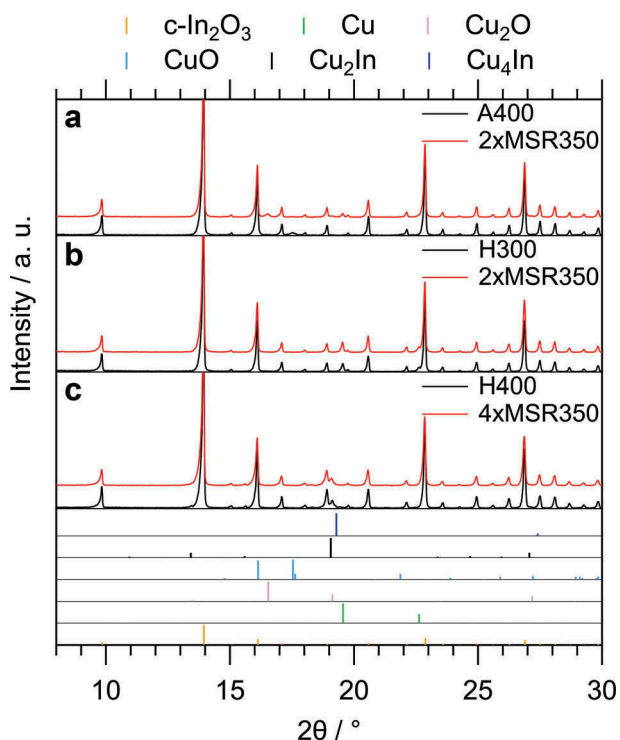 c-In₂O₃ Cu Cu₂O
CuO Cu₂In Cu₄In
a A400
2xMSR350
b H300
2xMSR350
c H400
4xMSR350
Intensity / a. u.
10 15 20 25 30
2θ / °